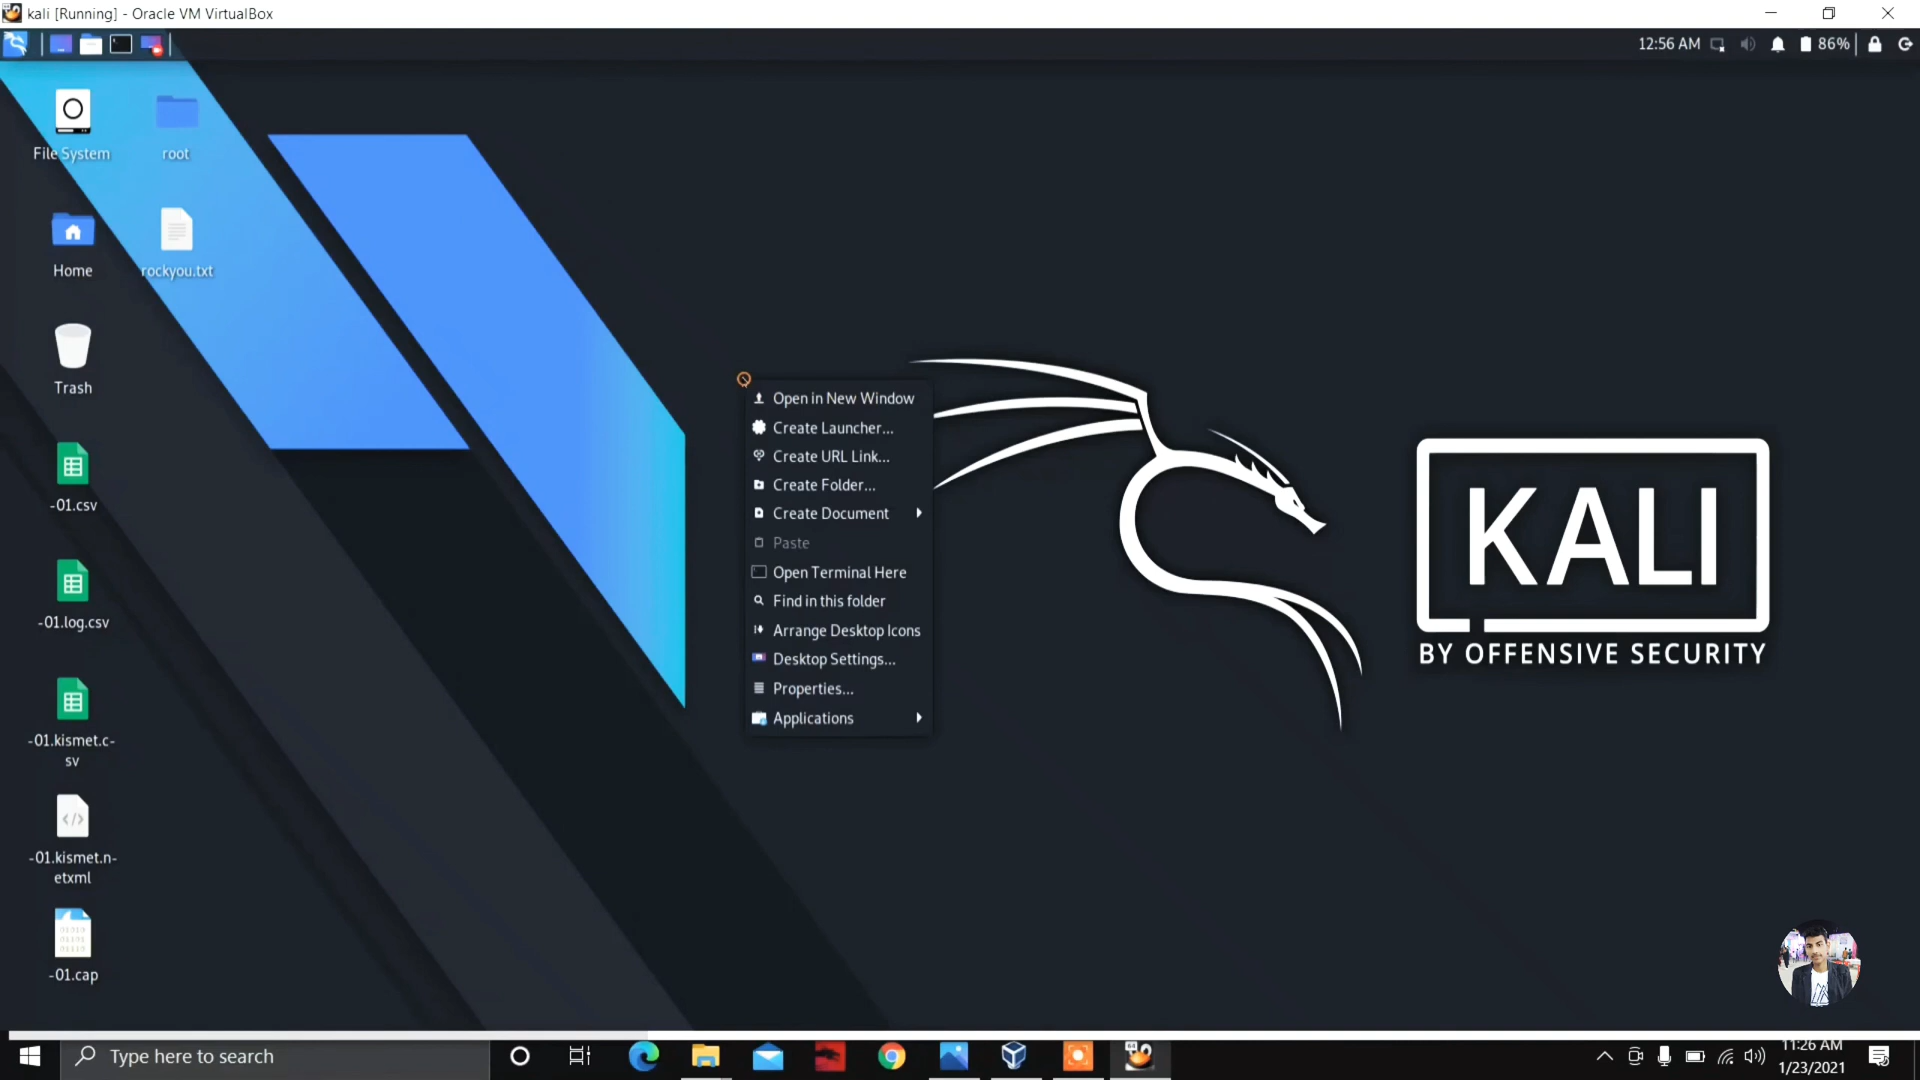 kali [Running] - Oracle VM VirtualBox
12:56 AM
86%
File System
root
Home
rockyou.txt
Trash
-01.csv
-01.log.csv
-01.kismet.c-
sv
-01.kismet.n-
etxml
-01.cap
Open in New Window
Create Launcher...
Create URL Link...
Create Folder...
Create Document
Paste
Open Terminal Here
Find in this folder
Arrange Desktop Icons
Desktop Settings...
Properties...
Applications
KALI
BY OFFENSIVE SECURITY
Type here to search
11:26 AM
1/23/2021